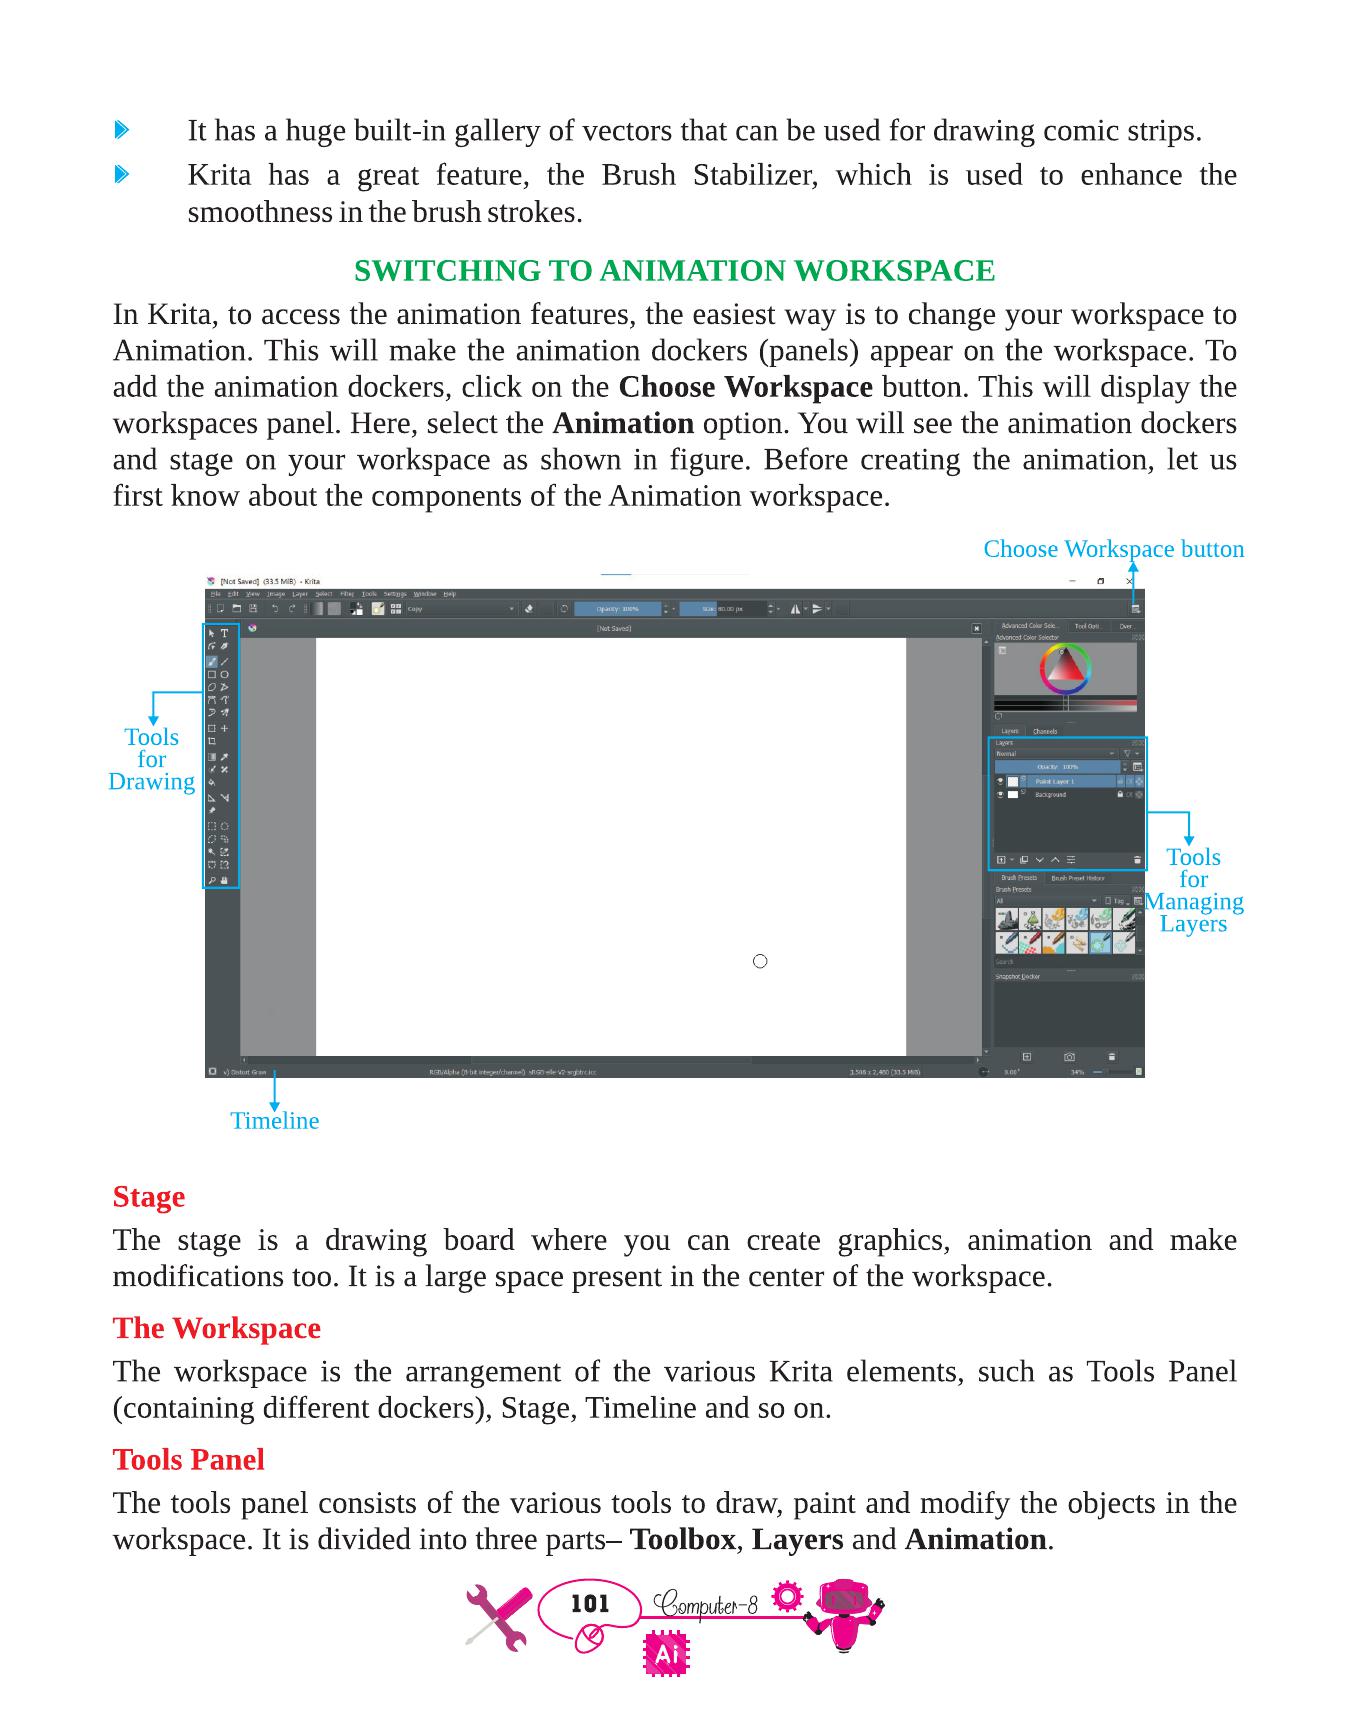 It has a huge built-in gallery of vectors that can be used for drawing comic strips.
Krita has a great feature, the Brush Stabilizer, which is used to enhance the
smoothness in the brush strokes.
SWITCHING TO ANIMATION WORKSPACE
In Krita, to access the animation features, the easiest way is to change your workspace to
Animation. This will make the animation dockers (panels) appear on the workspace. To
add the animation dockers, click on the Choose Workspace button. This will display the
workspaces panel. Here, select the Animation option. You will see the animation dockers
and stage on your workspace as shown in figure. Before creating the animation, let us
first know about the components of the Animation workspace.
Choose Workspace button
[Not Saved] (33.5 MiB) - Krita
File Edit View Image Layer Select Filter Tools Settings Window Help
Copy
Opacity: 100%
Size: 80.00 px
[Not Saved]
Advanced Color Sele... Tool Opti... Over...
Advanced Color Selector
Tools
for
Drawing
Layers Channels
Layers
Normal
Opacity: 100%
Paint Layer 1
Background
Tools
for
Managing
Layers
Brush Presets Brush Preset History
Brush Presets
All
Tag
Search
Snapshot Docker
v) Distort Grow
RGB/Alpha (8-bit integer/channel) sRGB-elle-V2-srgbtrc.icc
3,508 x 2,480 (33.5 MiB)
0.00°
34%
Timeline
Stage
The stage is a drawing board where you can create graphics, animation and make
modifications too. It is a large space present in the center of the workspace.
The Workspace
The workspace is the arrangement of the various Krita elements, such as Tools Panel
(containing different dockers), Stage, Timeline and so on.
Tools Panel
The tools panel consists of the various tools to draw, paint and modify the objects in the
workspace. It is divided into three parts– Toolbox, Layers and Animation.
101
Computer-8
Ai